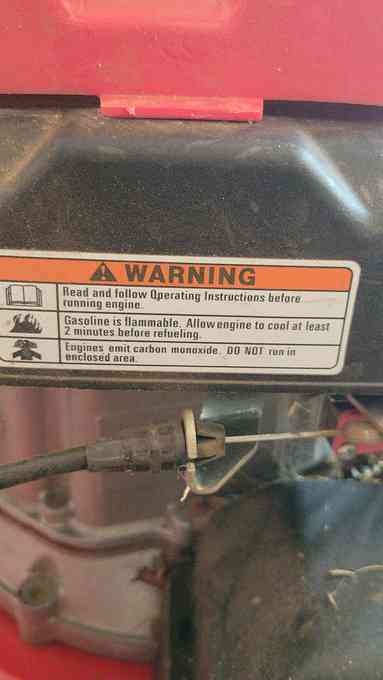 WARNING
Read and follow Operating Instructions before
running engine.
Gasoline is flammable. Allow engine to cool at least
2 minutes before refueling.
Engines emit carbon monoxide. DO NOT run in
enclosed area.